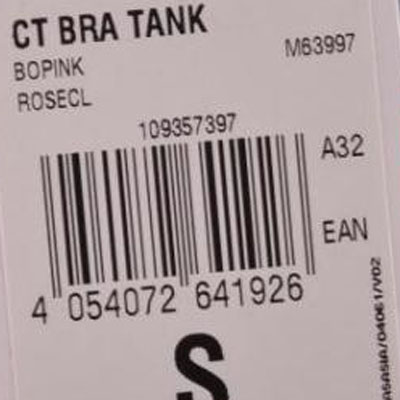 CT BRA TANK
M63997
BOPINK
ROSECL
109357397
A32
EAN
4 054072 641926
S